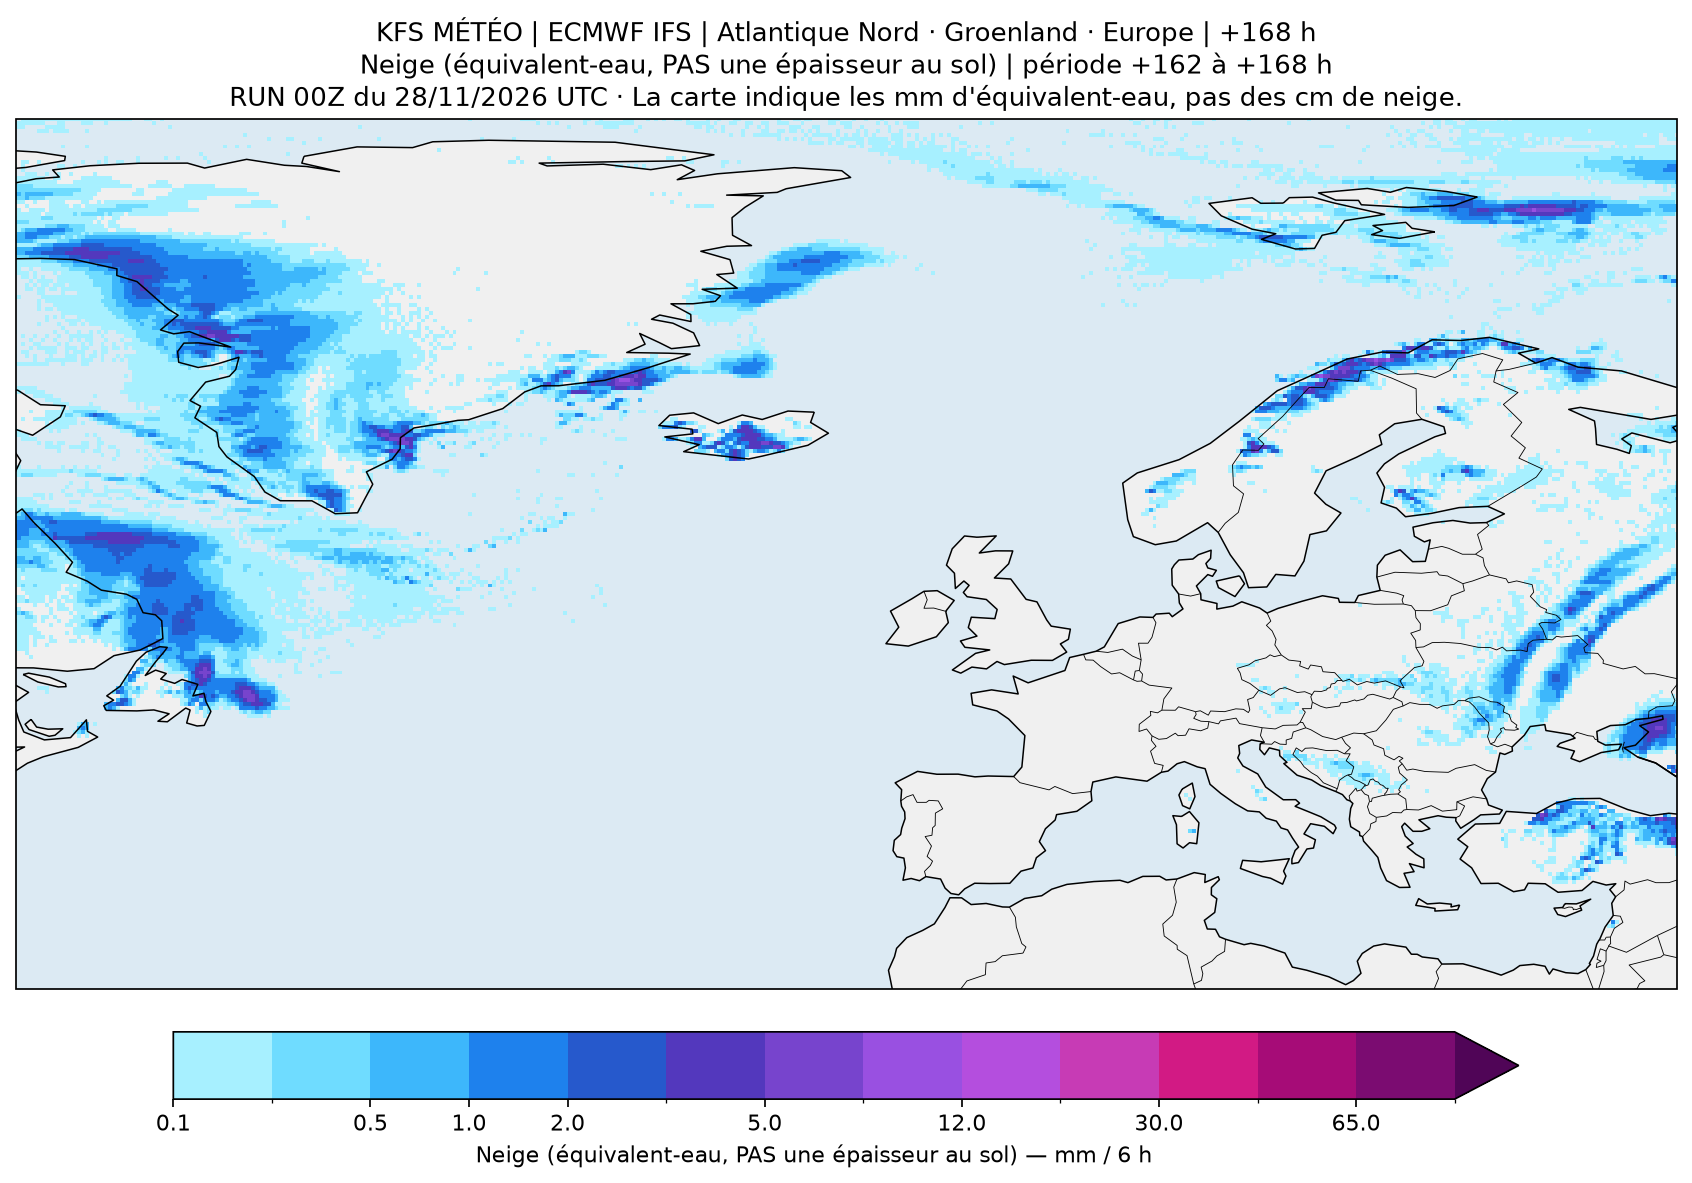 KFS MÉTÉO | ECMWF IFS | Atlantique Nord · Groenland · Europe | +168 h
Neige (équivalent-eau, PAS une épaisseur au sol) | période +162 à +168 h
RUN 00Z du 28/11/2026 UTC · La carte indique les mm d'équivalent-eau, pas des cm de neige.
0.1 0.5 1.0 2.0 5.0 12.0 30.0 65.0
Neige (équivalent-eau, PAS une épaisseur au sol) — mm / 6 h